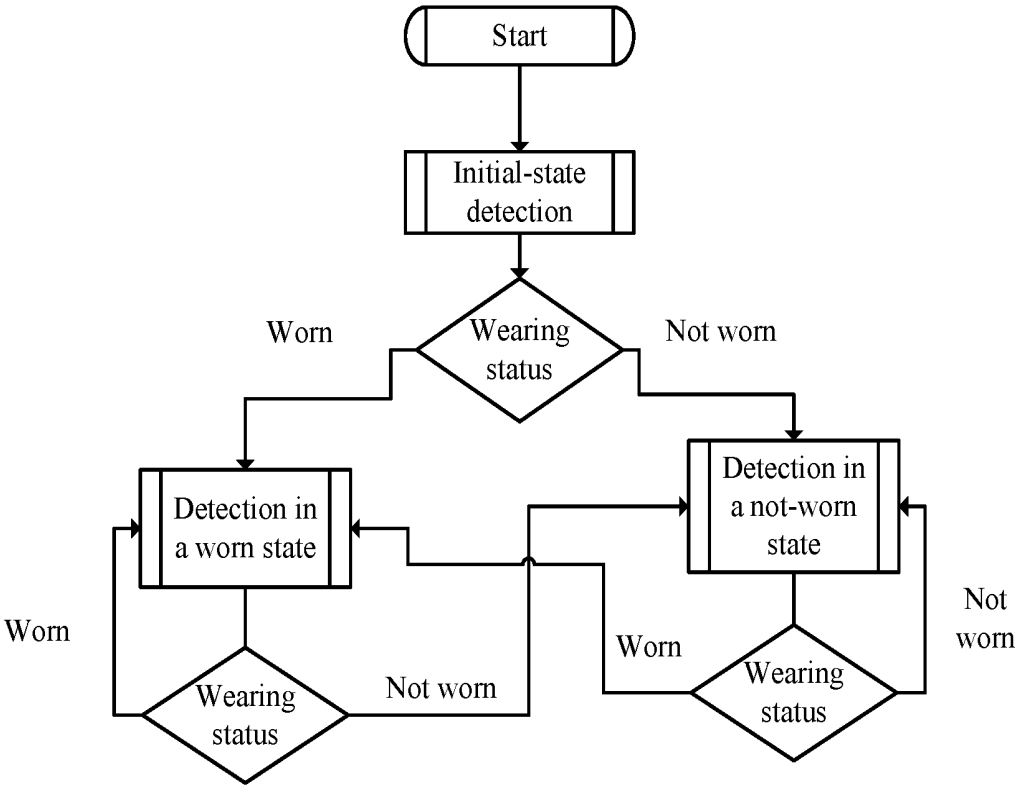 Start
Initial-state
detection
Wearing
status
Worn
Not worn
Detection in
a worn state
Detection in
a not-worn
state
Worn
Wearing
status
Not worn
Worn
Wearing
status
Not
worn